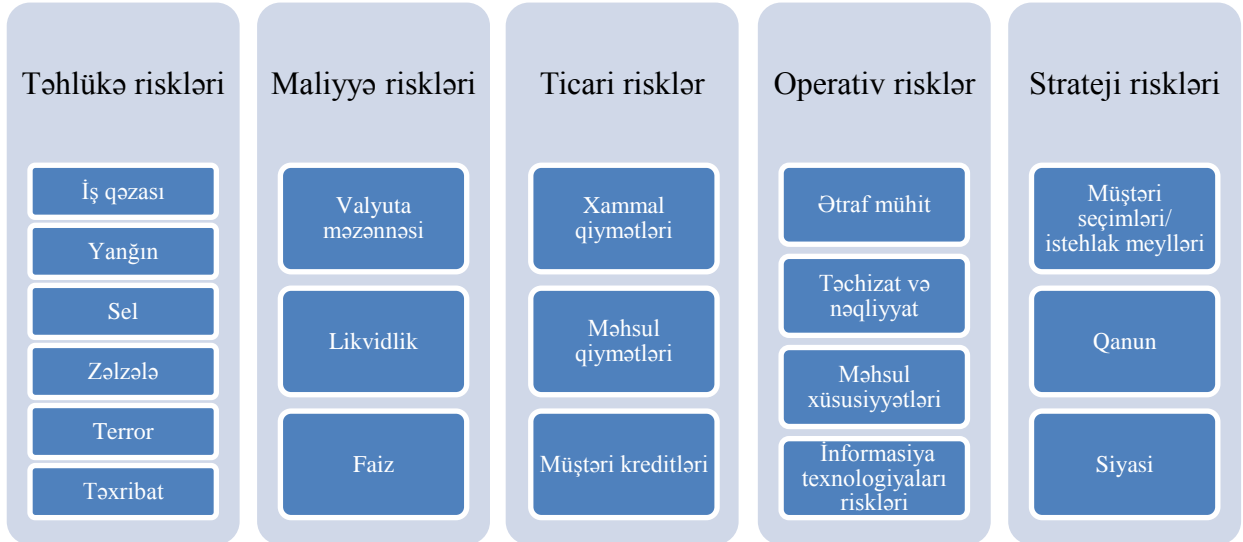 Təhlükə riskləri
İş qəzası
Yanğın
Sel
Zəlzələ
Terror
Təxribat
Maliyyə riskləri
Valyuta
məzənnəsi
Likvidlik
Faiz
Ticari risklər
Xammal
qiymətləri
Məhsul
qiymətləri
Müştəri kreditləri
Operativ risklər
Ətraf mühit
Təchizat və
nəqliyyat
Məhsul
xüsusiyyətləri
İnformasiya
texnologiyaları
riskləri
Strateji riskləri
Müştəri
seçimləri/
istehlak meylləri
Qanun
Siyasi